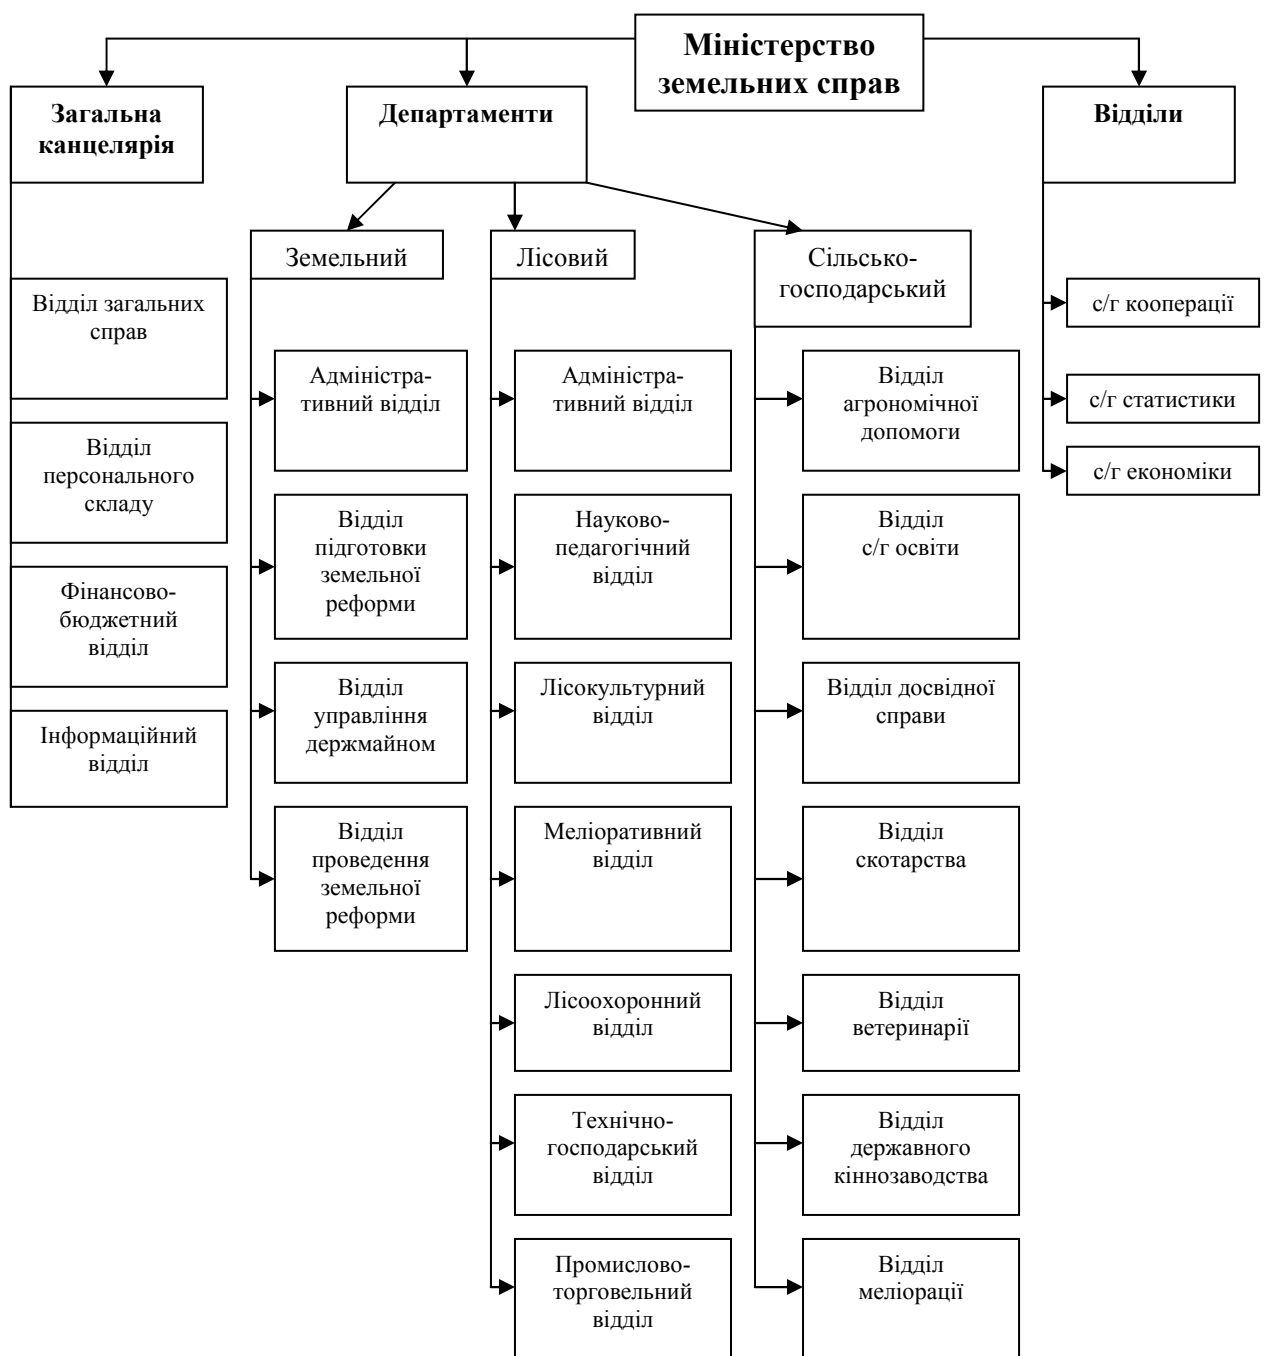 Міністерство
земельних справ
Загальна
канцелярія
Департаменти
Відділи
Земельний
Лісовий
Сільсько-
господарський
Відділ загальних
справ
Відділ
персонального
складу
Фінансово-
бюджетний
відділ
Інформаційний
відділ
Адміністра-
тивний відділ
Відділ
підготовки
земельної
реформи
Відділ
управління
держмайном
Відділ
проведення
земельної
реформи
Адміністра-
тивний відділ
Науково-
педагогічний
відділ
Лісокультурний
відділ
Меліоративний
відділ
Лісоохоронний
відділ
Технічно-
господарський
відділ
Промислово-
торговельний
відділ
Відділ
агрономічної
допомоги
Відділ
с/г освіти
Відділ досвідної
справи
Відділ
скотарства
Відділ
ветеринарії
Відділ
державного
кіннозаводства
Відділ
меліорації
с/г кооперації
с/г статистики
с/г економіки